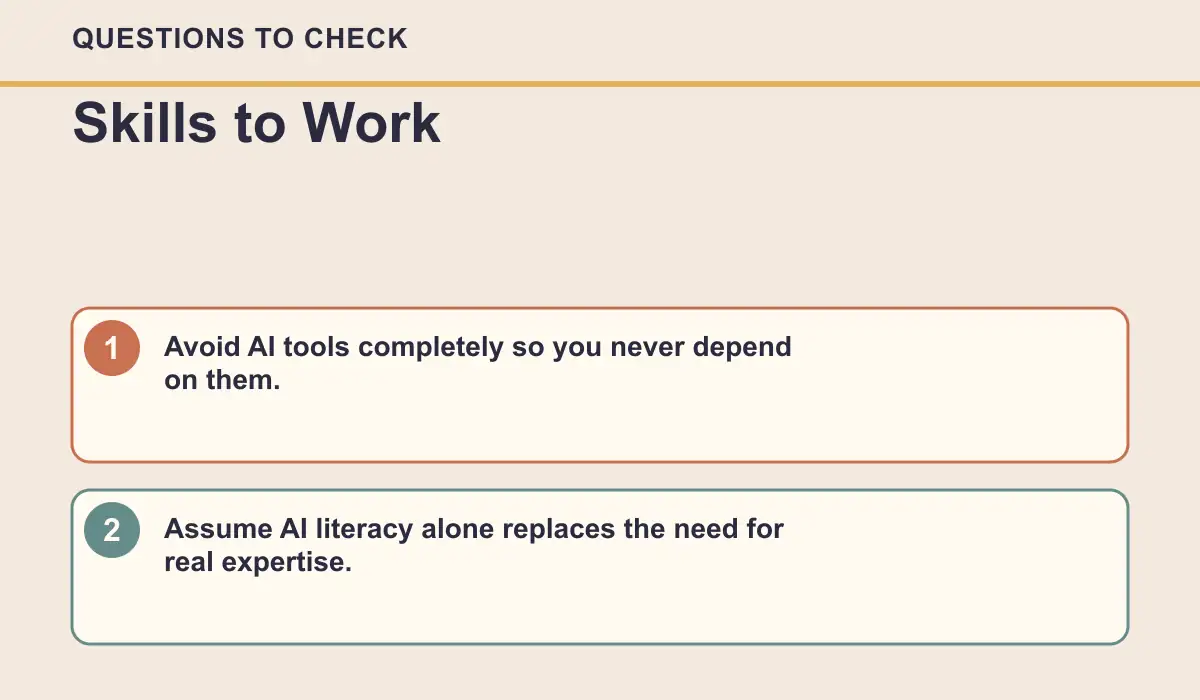 QUESTIONS TO CHECK
Skills to Work
1
Avoid AI tools completely so you never depend
on them.
2
Assume AI literacy alone replaces the need for
real expertise.